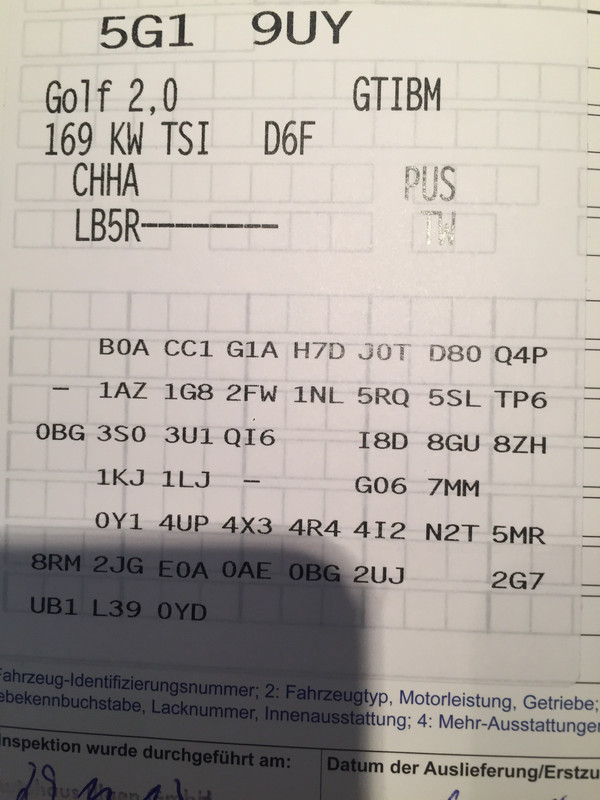 5G1 9UY
Golf 2,0 GTIBM
169 KW TSI D6F
CHHA PUS
LB5R--------- TW
B0A CC1 G1A H7D J0T D80 Q4P
- 1AZ 1G8 2FW 1NL 5RQ 5SL TP6
0BG 3S0 3U1 QI6 I8D 8GU 8ZH
1KJ 1LJ - G06 7MM
0Y1 4UP 4X3 4R4 4I2 N2T 5MR
8RM 2JG E0A 0AE 0BG 2UJ 2G7
UB1 L39 0YD
Fahrzeug-Identifizierungsnummer; 2: Fahrzeugtyp, Motorleistung, Getriebe;
ebekennbuchstabe, Lacknummer, Innenausstattung; 4: Mehr-Ausstattungen
Inspektion wurde durchgeführt am:
Datum der Auslieferung/Erstzu